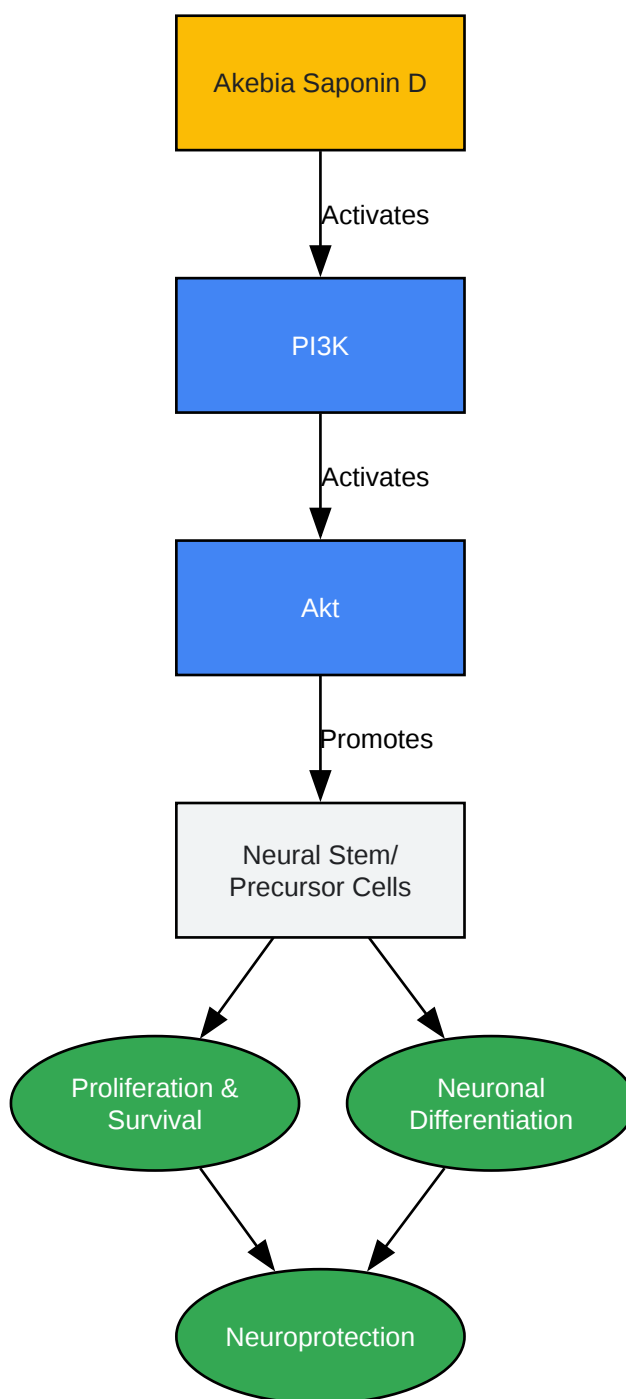 Akebia Saponin D
Activates
PI3K
Activates
Akt
Promotes
Neural Stem/
Precursor Cells
Proliferation &
Survival
Neuronal
Differentiation
Neuroprotection